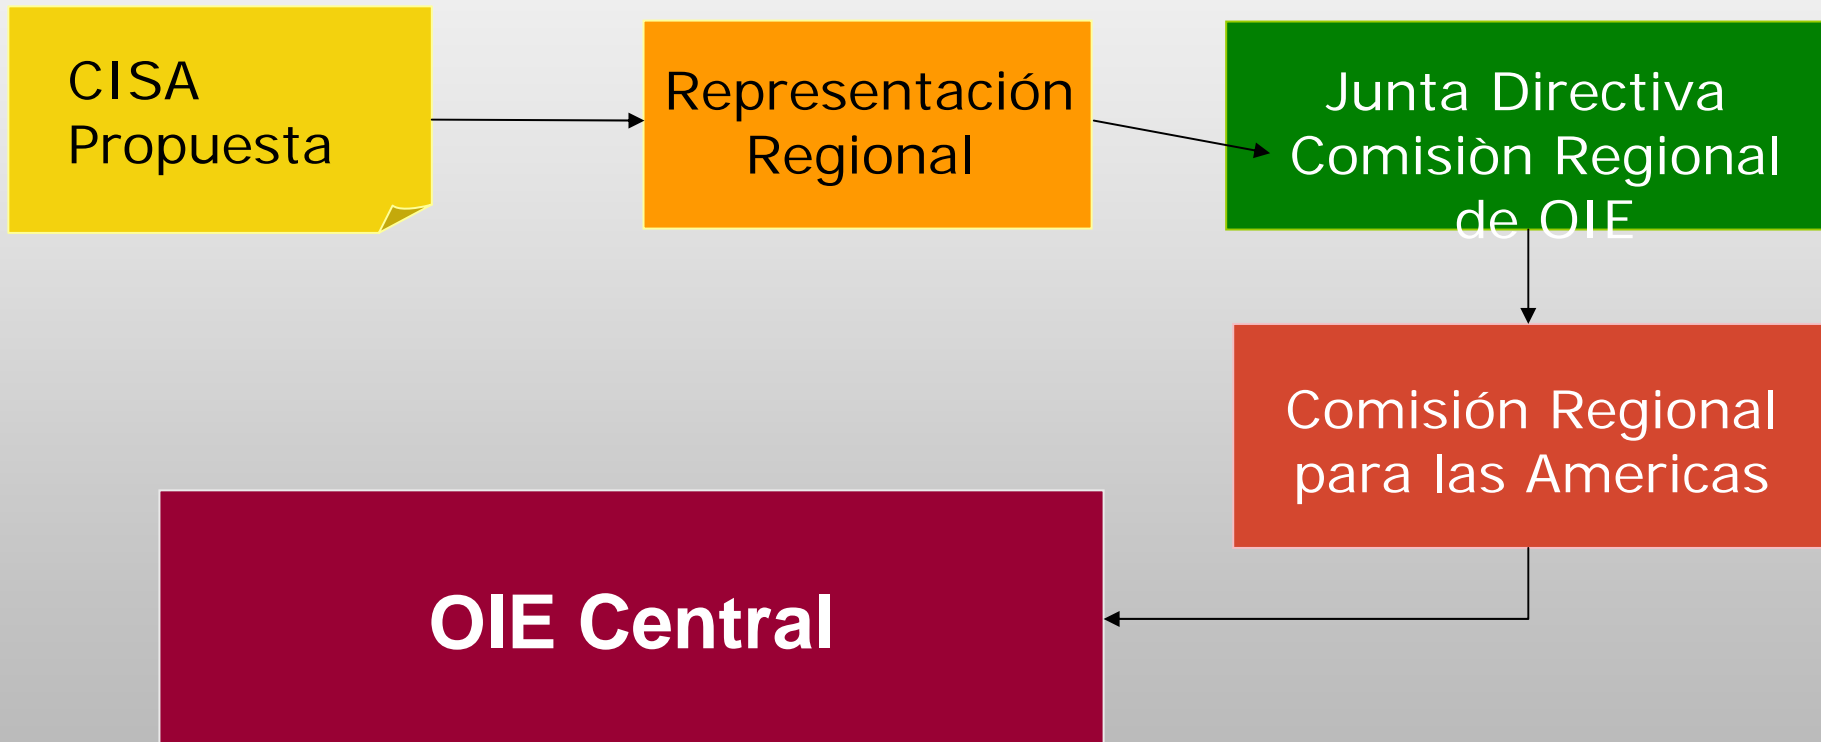 CISA
Propuesta
Representación
Regional
Junta Directiva
Comisiòn Regional
de OIE
Comisión Regional
para las Americas
OIE Central